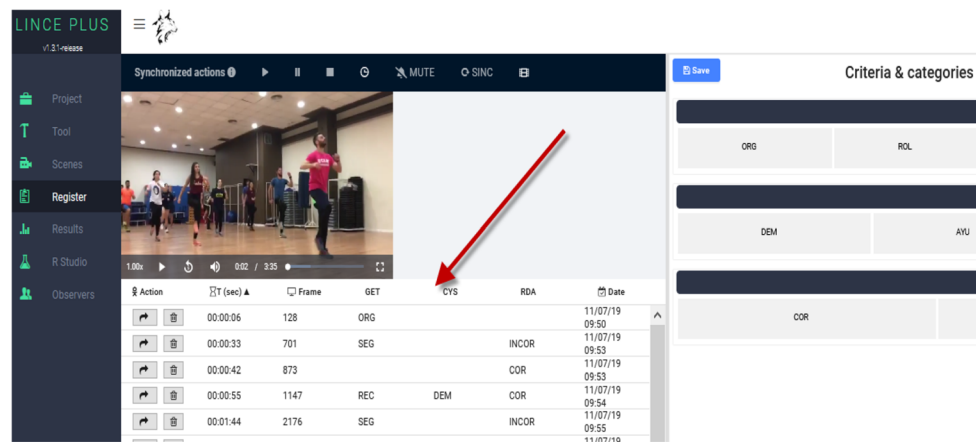 LINCE PLUS
v1.3.1-release
Project
Tool
Scenes
Register
Results
R Studio
Observers
Synchronized actions MUTE SINC
1.00x 0:02 / 3:35
Action T (sec) Frame GET CYS RDA Date
00:00:06 128 ORG 11/07/19
09:50
00:00:33 701 SEG INCOR 11/07/19
09:53
00:00:42 873 COR 11/07/19
09:53
00:00:55 1147 REC DEM COR 11/07/19
09:54
00:01:44 2176 SEG INCOR 11/07/19
09:55
11/07/19
Save Criteria & categories
ORG ROL
DEM AYU
COR